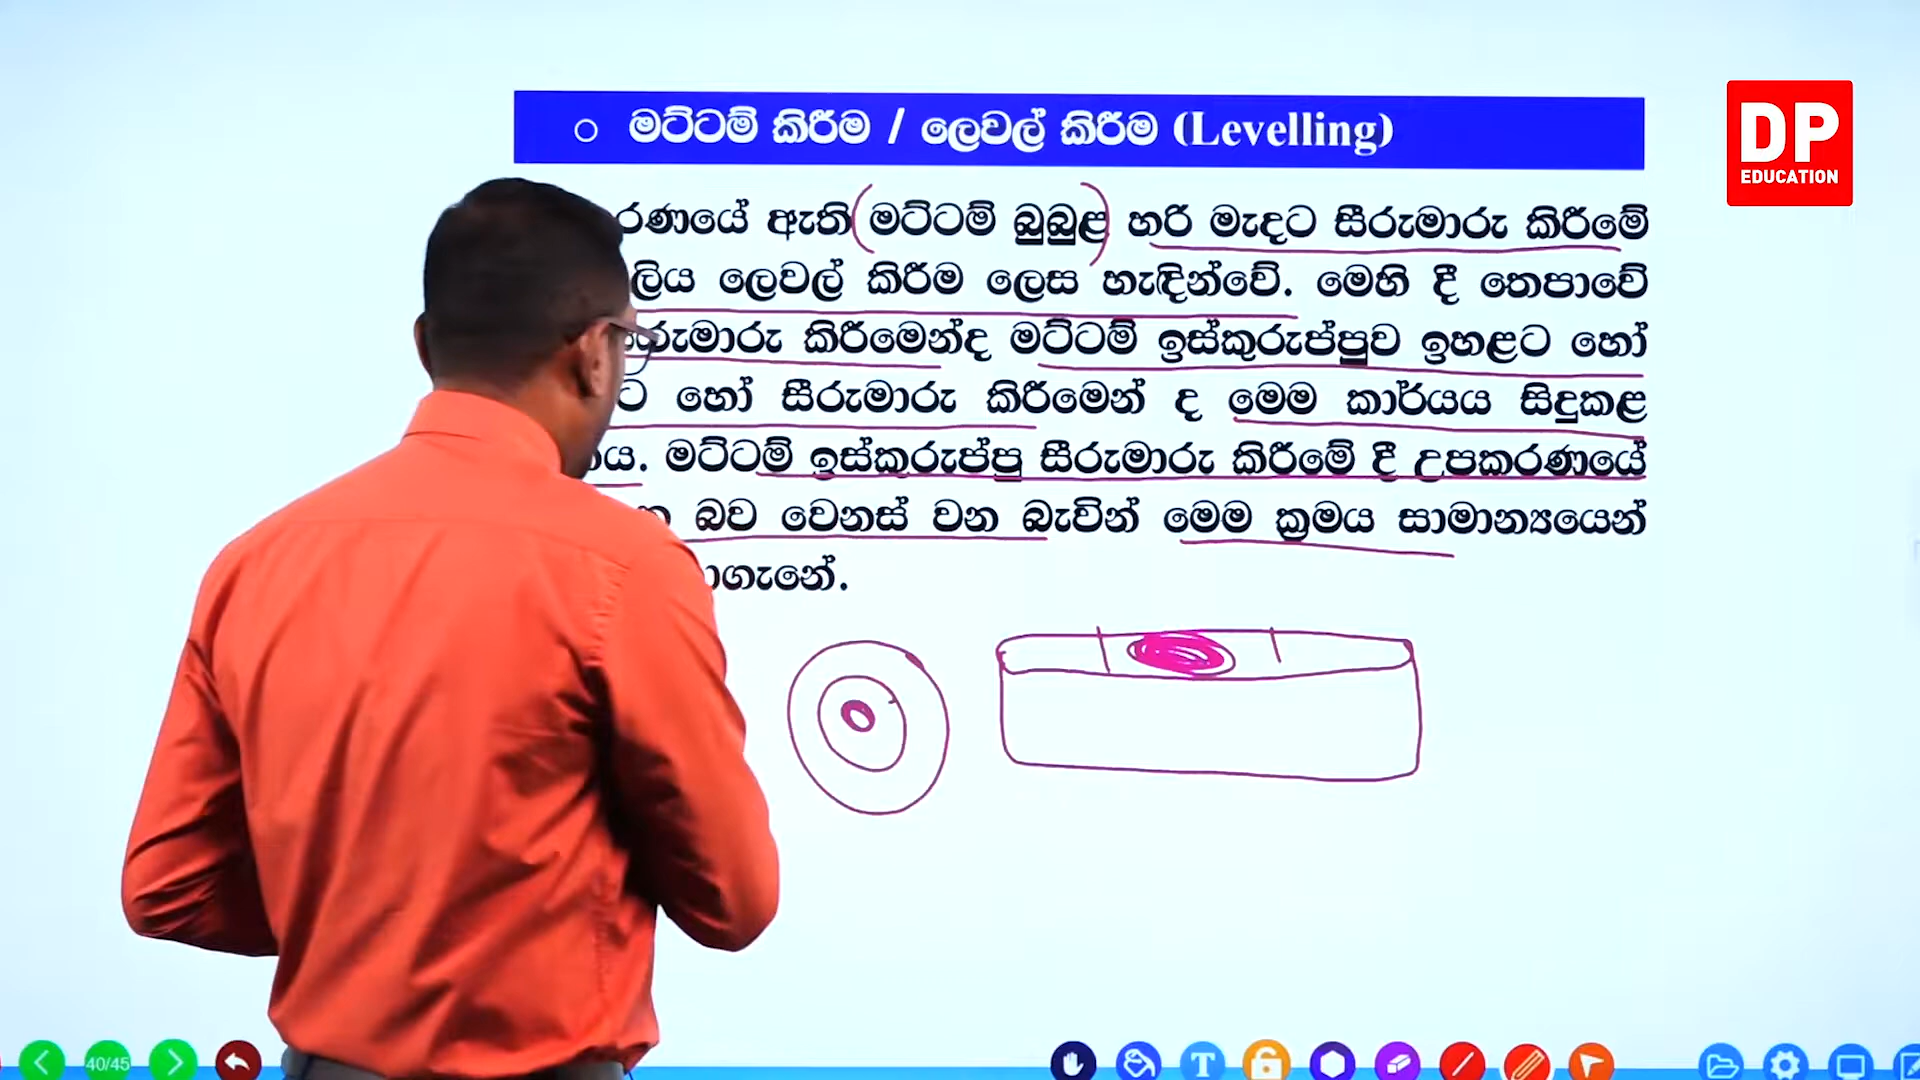 ○ මට්ටම් කිරීම / ලෙවල් කිරීම (Levelling)
DP
EDUCATION
ඇති මට්ටම් බුබුළ හරි මැදට සීරුමාරු කිරීමේ
ලෙවල් කිරීම ලෙස හැඳින්වේ. මෙහි දී තෙපාවේ
කිරීමෙන්ද මට්ටම් ඉස්කුරුප්පුව ඉහළට හෝ
හෝ සීරුමාරු කිරීමෙන් ද මෙම කාර්යය සිදුකළ
මට්ටම් ඉස්කුරුප්පු සීරුමාරු කිරීමේ දී උපකරණයේ
බව වෙනස් වන බැවින් මෙම ක්‍රමය සාමාන්‍යයෙන්
40/45